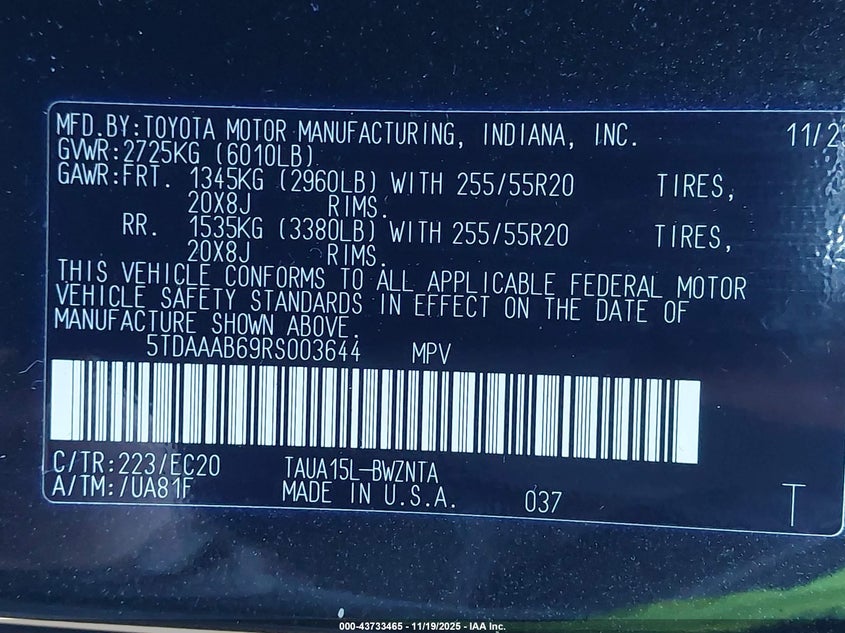 MFD.BY:TOYOTA MOTOR MANUFACTURING, INDIANA, INC. 11/23
GVWR:2725KG (6010LB)
GAWR:FRT. 1345KG (2960LB) WITH 255/55R20 TIRES,
20X8J RIMS.
RR. 1535KG (3380LB) WITH 255/55R20 TIRES,
20X8J RIMS.
THIS VEHICLE CONFORMS TO ALL APPLICABLE FEDERAL MOTOR
VEHICLE SAFETY STANDARDS IN EFFECT ON THE DATE OF
MANUFACTURE SHOWN ABOVE.
5TDAAAB69RS003644 MPV
C/TR:223/EC20 TAUA15L-BWZNTA
A/TM:/UA81F MADE IN U.S.A. 037 T
000-43733465 - 11/19/2025 - IAA Inc.